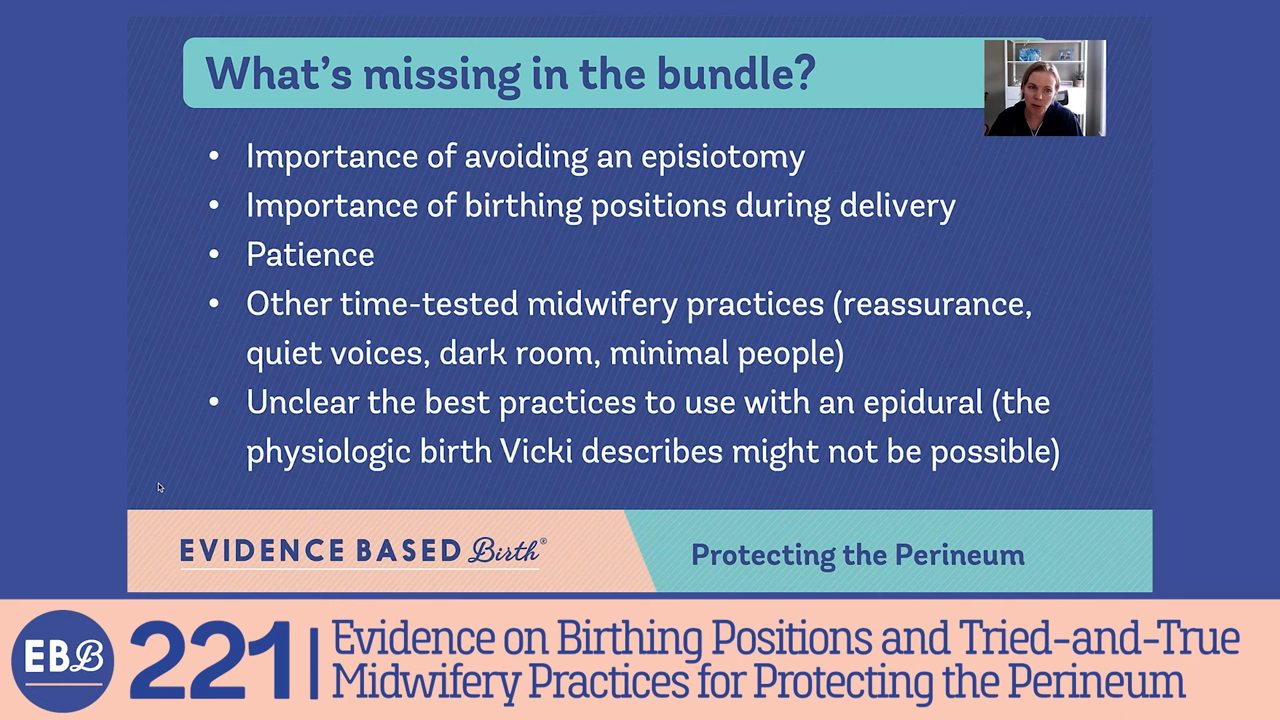 What's missing in the bundle?
• Importance of avoiding an episiotomy
• Importance of birthing positions during delivery
• Patience
• Other time-tested midwifery practices (reassurance,
quiet voices, dark room, minimal people)
• Unclear the best practices to use with an epidural (the
physiologic birth Vicki describes might not be possible)
EVIDENCE BASED Birth®
Protecting the Perineum
EBB
221
Evidence on Birthing Positions and Tried-and-True
Midwifery Practices for Protecting the Perineum